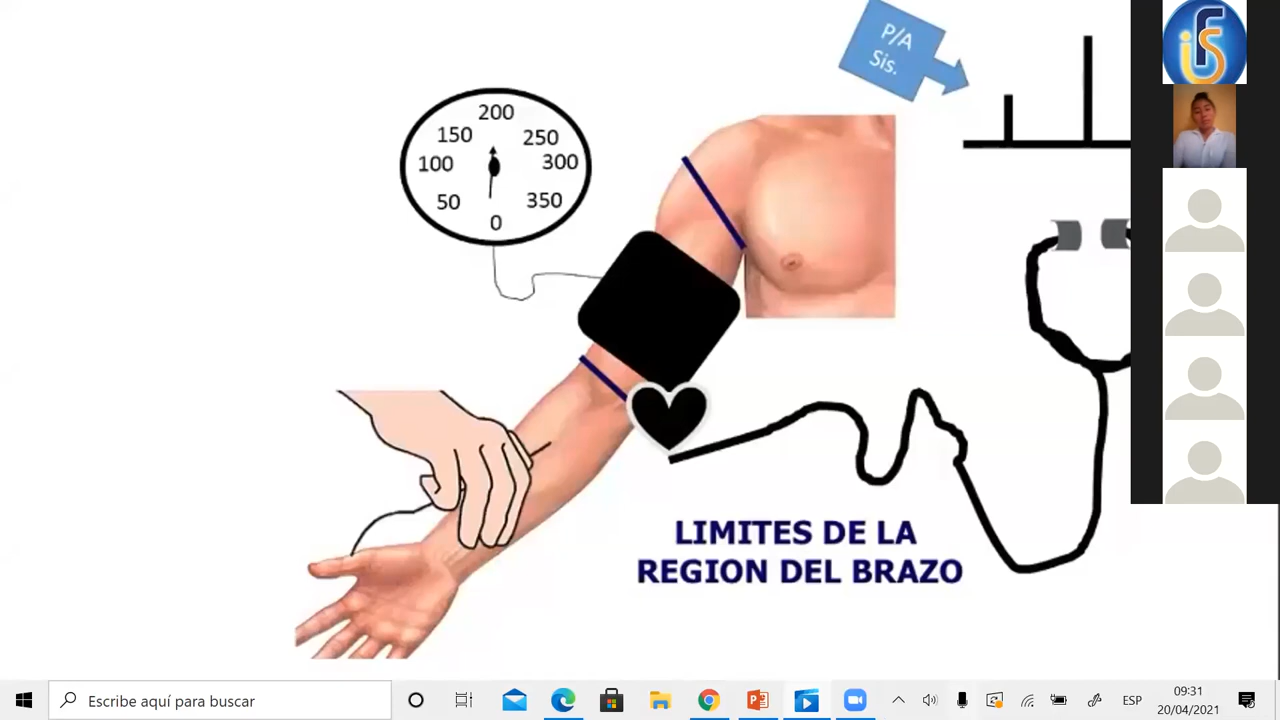 P/A
Sis.
200
150
250
100
300
50
350
0
LIMITES DE LA
REGION DEL BRAZO
Escribe aquí para buscar
ESP
09:31
20/04/2021